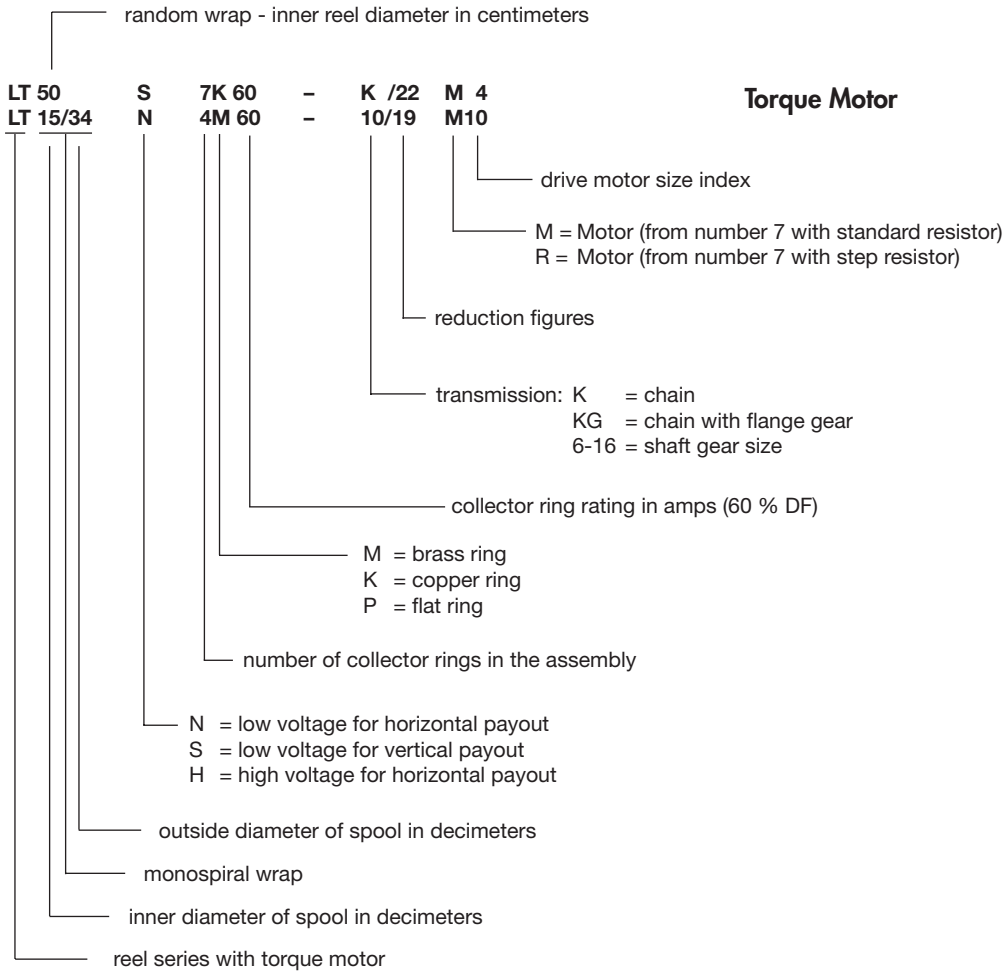 random wrap - inner reel diameter in centimeters
LT 50 S 7K 60 – K /22 M 4
Torque Motor
LT 15/34 N 4M 60 – 10/19 M10
drive motor size index
M = Motor (from number 7 with standard resistor)
R = Motor (from number 7 with step resistor)
reduction figures
transmission: K = chain
KG = chain with flange gear
6-16 = shaft gear size
collector ring rating in amps (60 % DF)
M = brass ring
K = copper ring
P = flat ring
number of collector rings in the assembly
N = low voltage for horizontal payout
S = low voltage for vertical payout
H = high voltage for horizontal payout
outside diameter of spool in decimeters
monospiral wrap
inner diameter of spool in decimeters
reel series with torque motor